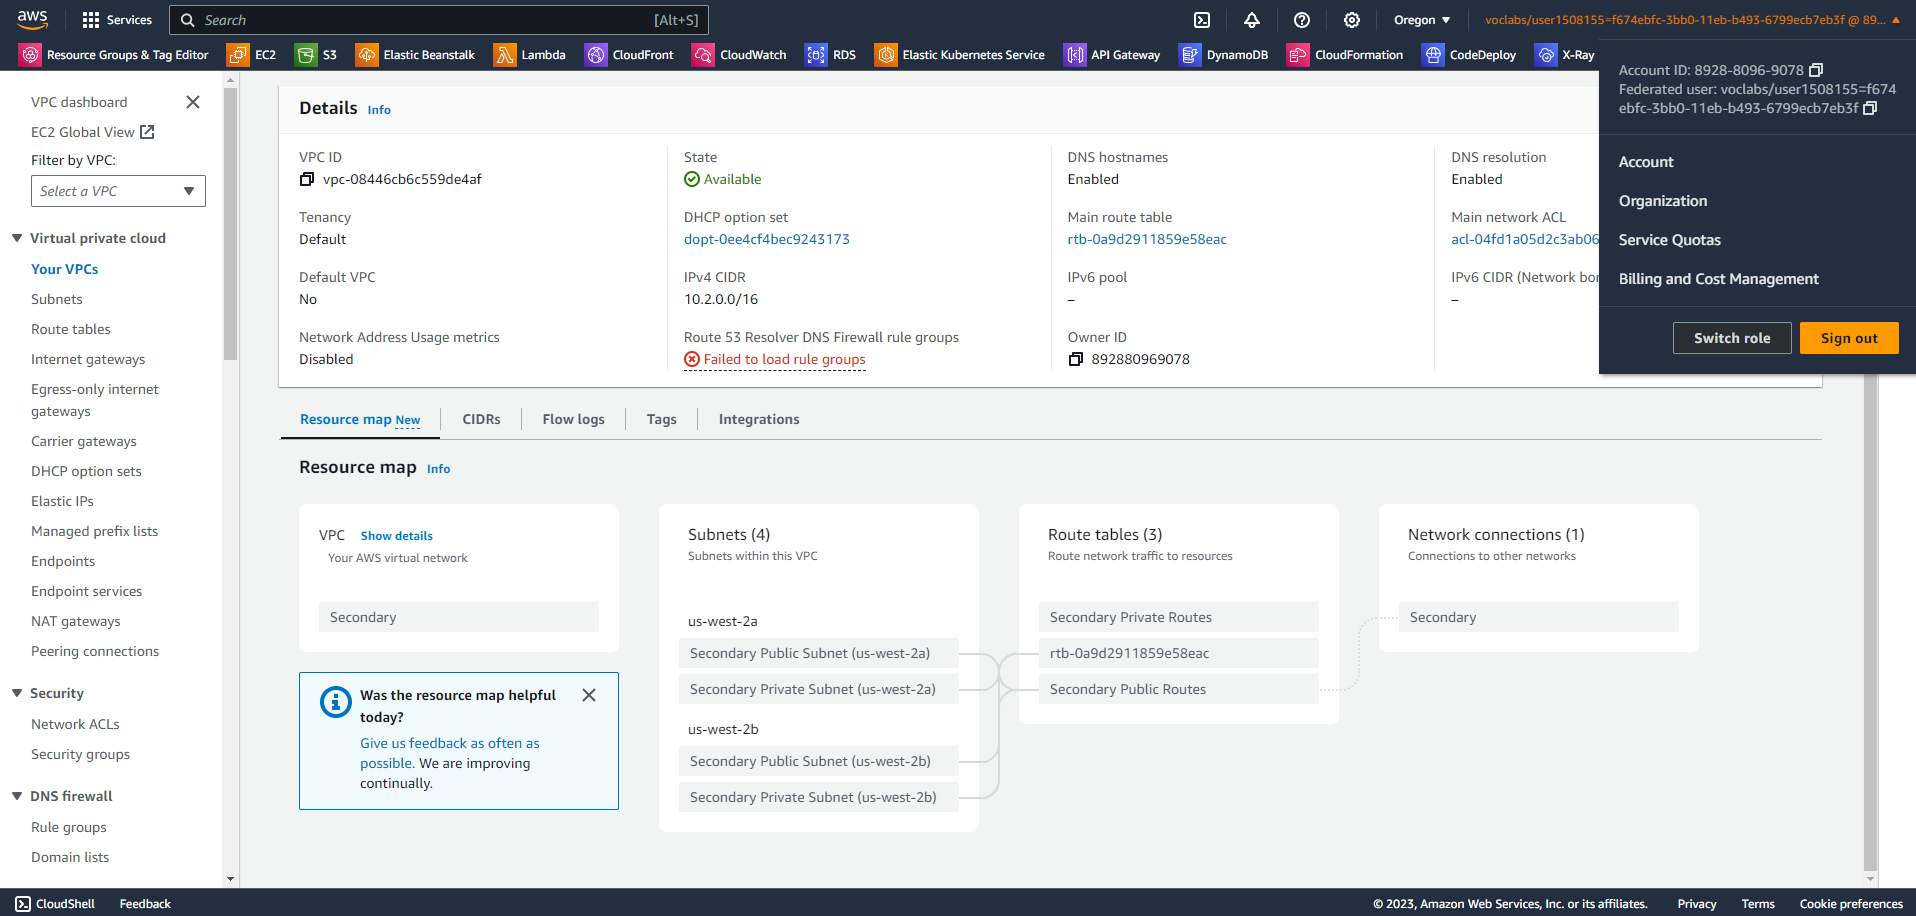 aws
Services
Search
[Alt+S]
Oregon
voclabs/user1508155=f674ebfc-3bb0-11eb-b493-6799ecb7eb3f @ 89...
Resource Groups & Tag Editor
EC2
S3
Elastic Beanstalk
Lambda
CloudFront
CloudWatch
RDS
Elastic Kubernetes Service
API Gateway
DynamoDB
CloudFormation
CodeDeploy
X-Ray
Account ID: 8928-8096-9078
Federated user: voclabs/user1508155=f674
ebfc-3bb0-11eb-b493-6799ecb7eb3f
Account
Organization
Service Quotas
Billing and Cost Management
Switch role
Sign out
VPC dashboard
EC2 Global View
Filter by VPC:
Select a VPC
Virtual private cloud
Your VPCs
Subnets
Route tables
Internet gateways
Egress-only internet
gateways
Carrier gateways
DHCP option sets
Elastic IPs
Managed prefix lists
Endpoints
Endpoint services
NAT gateways
Peering connections
Security
Network ACLs
Security groups
DNS firewall
Rule groups
Domain lists
Details
Info
VPC ID
vpc-08446cb6c559de4af
State
Available
DNS hostnames
Enabled
DNS resolution
Enabled
Tenancy
Default
DHCP option set
dopt-0ee4cf4bec9243173
Main route table
rtb-0a9d2911859e58eac
Main network ACL
acl-04fd1a05d2c3ab06
Default VPC
No
IPv4 CIDR
10.2.0.0/16
IPv6 pool
–
IPv6 CIDR (Network bor
–
Network Address Usage metrics
Disabled
Route 53 Resolver DNS Firewall rule groups
Failed to load rule groups
Owner ID
892880969078
Resource map New
CIDRs
Flow logs
Tags
Integrations
Resource map
Info
VPC
Show details
Your AWS virtual network
Secondary
Was the resource map helpful
today?
Give us feedback as often as
possible. We are improving
continually.
Subnets (4)
Subnets within this VPC
us-west-2a
Secondary Public Subnet (us-west-2a)
Secondary Private Subnet (us-west-2a)
us-west-2b
Secondary Public Subnet (us-west-2b)
Secondary Private Subnet (us-west-2b)
Route tables (3)
Route network traffic to resources
Secondary Private Routes
rtb-0a9d2911859e58eac
Secondary Public Routes
Network connections (1)
Connections to other networks
Secondary
CloudShell
Feedback
© 2023, Amazon Web Services, Inc. or its affiliates.
Privacy
Terms
Cookie preferences